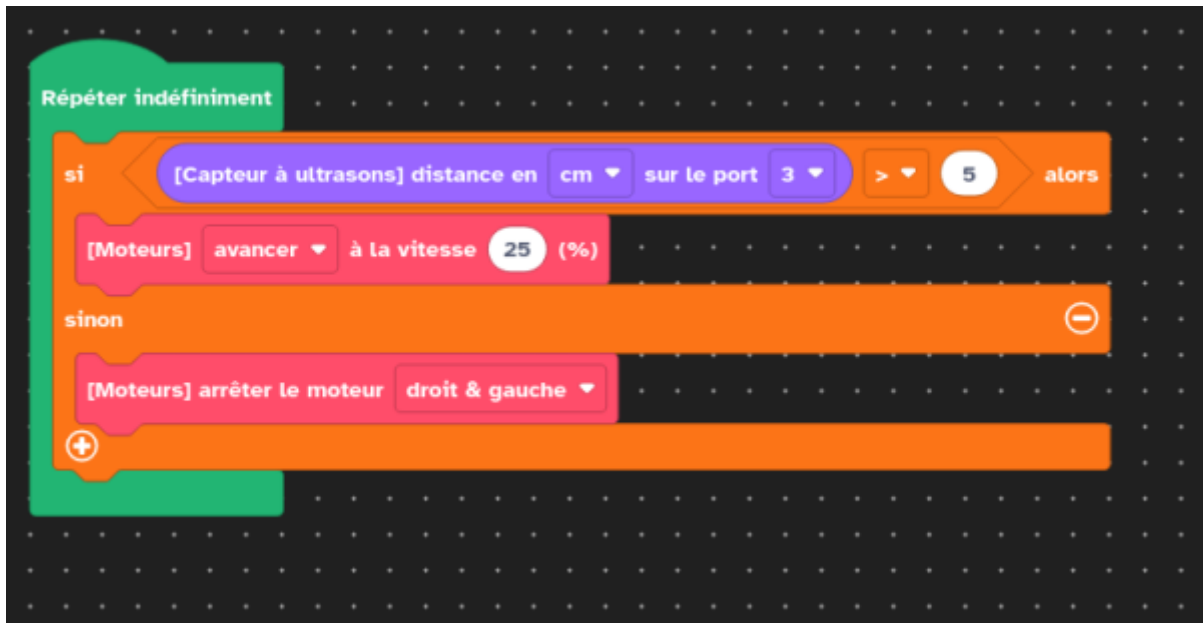 Répéter indéfiniment
si [Capteur à ultrasons] distance en cm sur le port 3 > 5 alors
[Moteurs] avancer à la vitesse 25 (%)
sinon
[Moteurs] arrêter le moteur droit & gauche